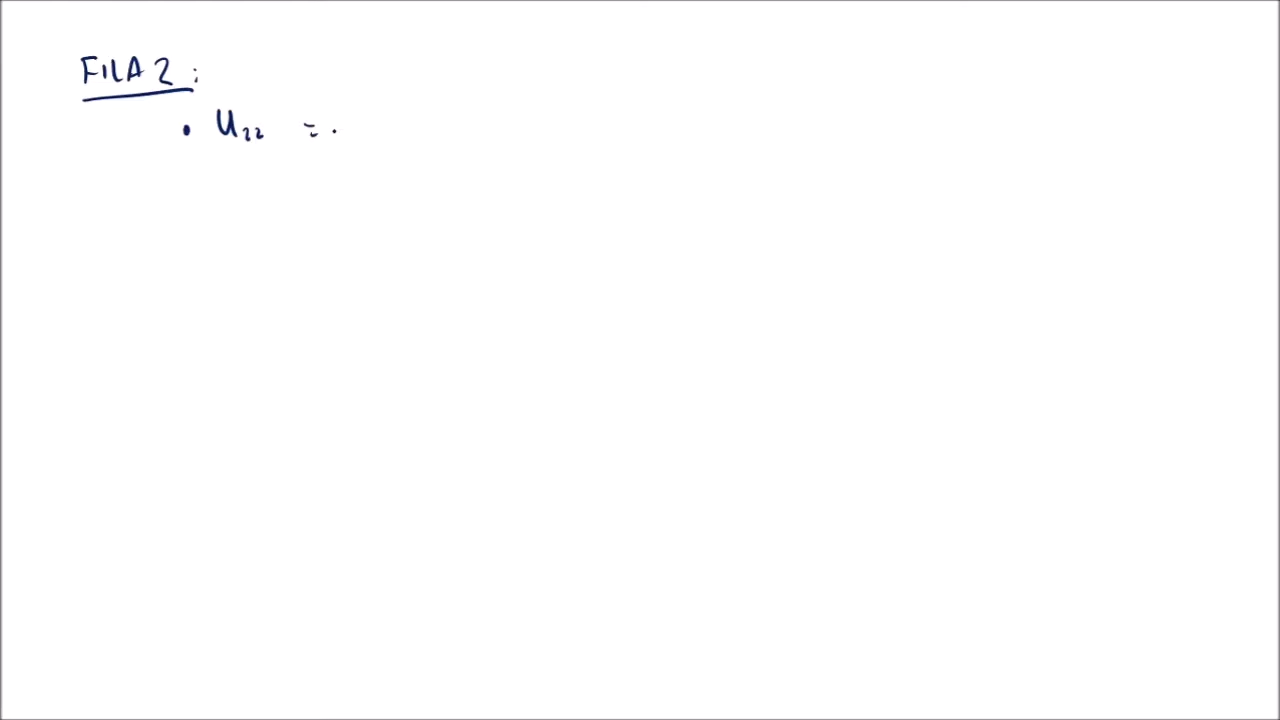 FILA 2:
• U₂₂ =